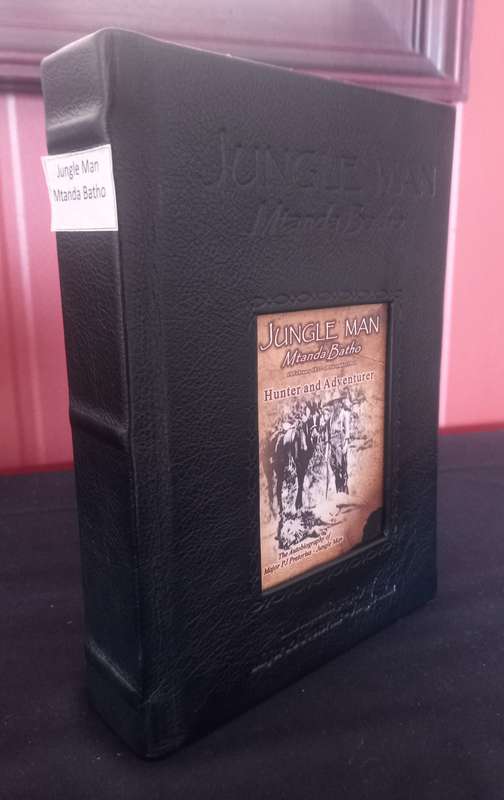 Jungle Man
Mtanda Batho
JUNGLE MAN
Mtanda Batho
JUNGLE MAN
Mtanda Batho
Hunter and Adventurer
The Autobiography of
Major PJ Pretorius - Jungle Man